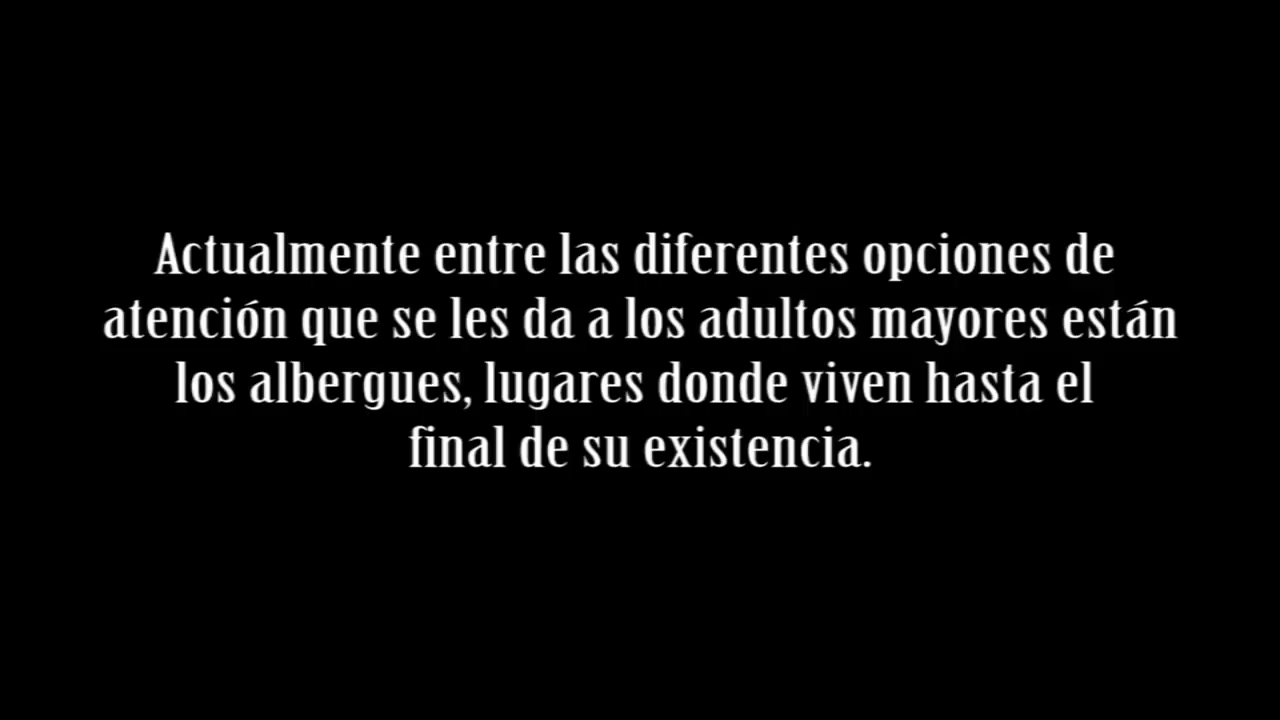 Actualmente entre las diferentes opciones de
atención que se les da a los adultos mayores están
los albergues, lugares donde viven hasta el
final de su existencia.